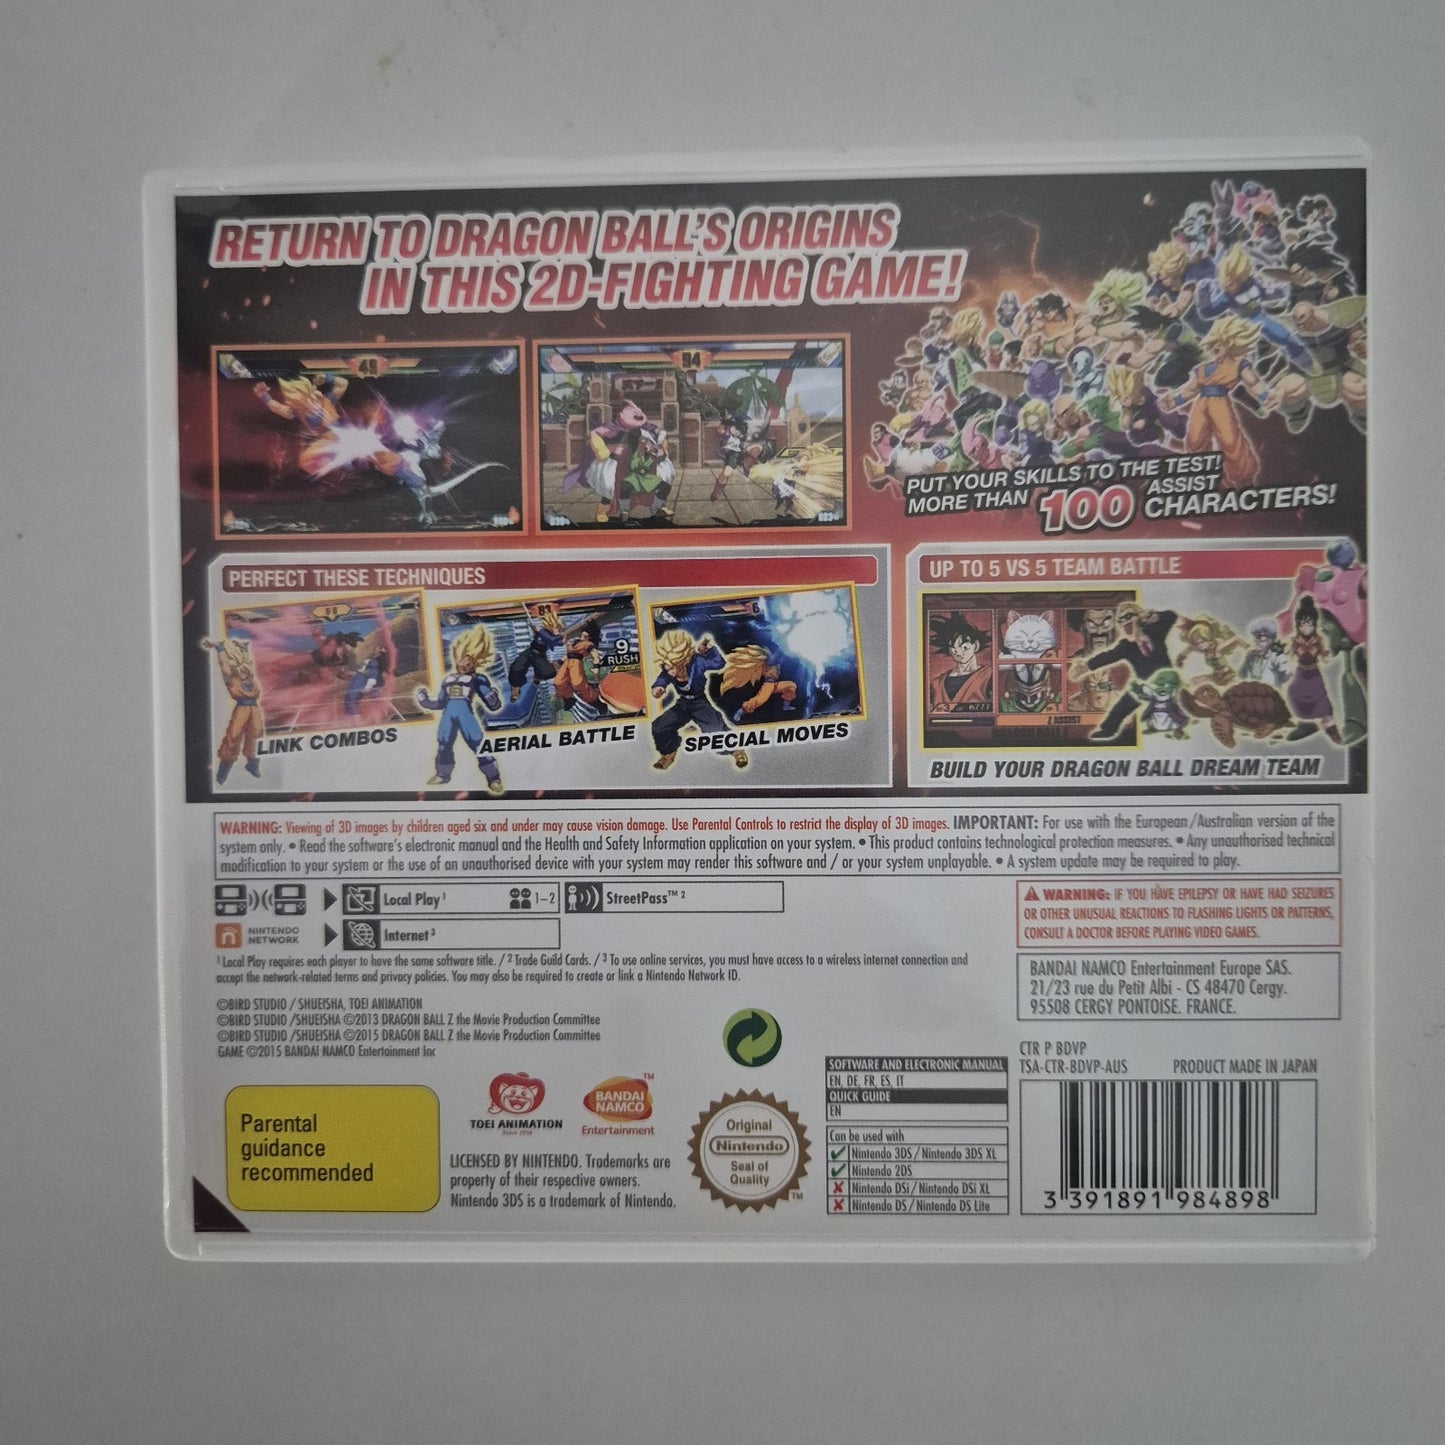 RETURN TO DRAGON BALL'S ORIGINS
IN THIS 2D-FIGHTING GAME!
48
94
PUT YOUR SKILLS TO THE TEST!
MORE THAN 100 ASSIST CHARACTERS!
PERFECT THESE TECHNIQUES
9
RUSH
LINK COMBOS
AERIAL BATTLE
SPECIAL MOVES
UP TO 5 VS 5 TEAM BATTLE
Z ASSIST
BUILD YOUR DRAGON BALL DREAM TEAM
WARNING: Viewing of 3D images by children aged six and under may cause vision damage. Use Parental Controls to restrict the display of 3D images. IMPORTANT: For use with the European/Australian version of the
system only. • Read the software's electronic manual and the Health and Safety Information application on your system. • This product contains technological protection measures. • Any unauthorised technical
modification to your system or the use of an unauthorised device with your system may render this software and / or your system unplayable. • A system update may be required to play.
Local Play¹ 1-2 StreetPass™ ²
n NINTENDO NETWORK Internet³
¹ Local Play requires each player to have the same software title. / ² Trade Guild Cards. / ³ To use online services, you must have access to a wireless internet connection and
accept the network-related terms and privacy policies. You may also be required to create or link a Nintendo Network ID.
WARNING: IF YOU HAVE EPILEPSY OR HAVE HAD SEIZURES
OR OTHER UNUSUAL REACTIONS TO FLASHING LIGHTS OR PATTERNS,
CONSULT A DOCTOR BEFORE PLAYING VIDEO GAMES.
BANDAI NAMCO Entertainment Europe SAS.
21/23 rue du Petit Albi - CS 48470 Cergy.
95508 CERGY PONTOISE. FRANCE.
©BIRD STUDIO / SHUEISHA, TOEI ANIMATION
©BIRD STUDIO /SHUEISHA ©2013 DRAGON BALL Z the Movie Production Committee
©BIRD STUDIO /SHUEISHA ©2015 DRAGON BALL Z the Movie Production Committee
GAME ©2015 BANDAI NAMCO Entertainment Inc
Parental
guidance
recommended
TOEI ANIMATION
Since 1956
BANDAI
NAMCO
TM
Entertainment
LICENSED BY NINTENDO. Trademarks are
property of their respective owners.
Nintendo 3DS is a trademark of Nintendo.
Original
Nintendo
Seal of
Quality
TM
SOFTWARE AND ELECTRONIC MANUAL
EN, DE, FR, ES, IT
QUICK GUIDE
EN
Can be used with
Nintendo 3DS / Nintendo 3DS XL
Nintendo 2DS
Nintendo DSi / Nintendo DSi XL
Nintendo DS / Nintendo DS Lite
CTR P BDVP
TSA-CTR-BDVP-AUS PRODUCT MADE IN JAPAN
3 391891 984898